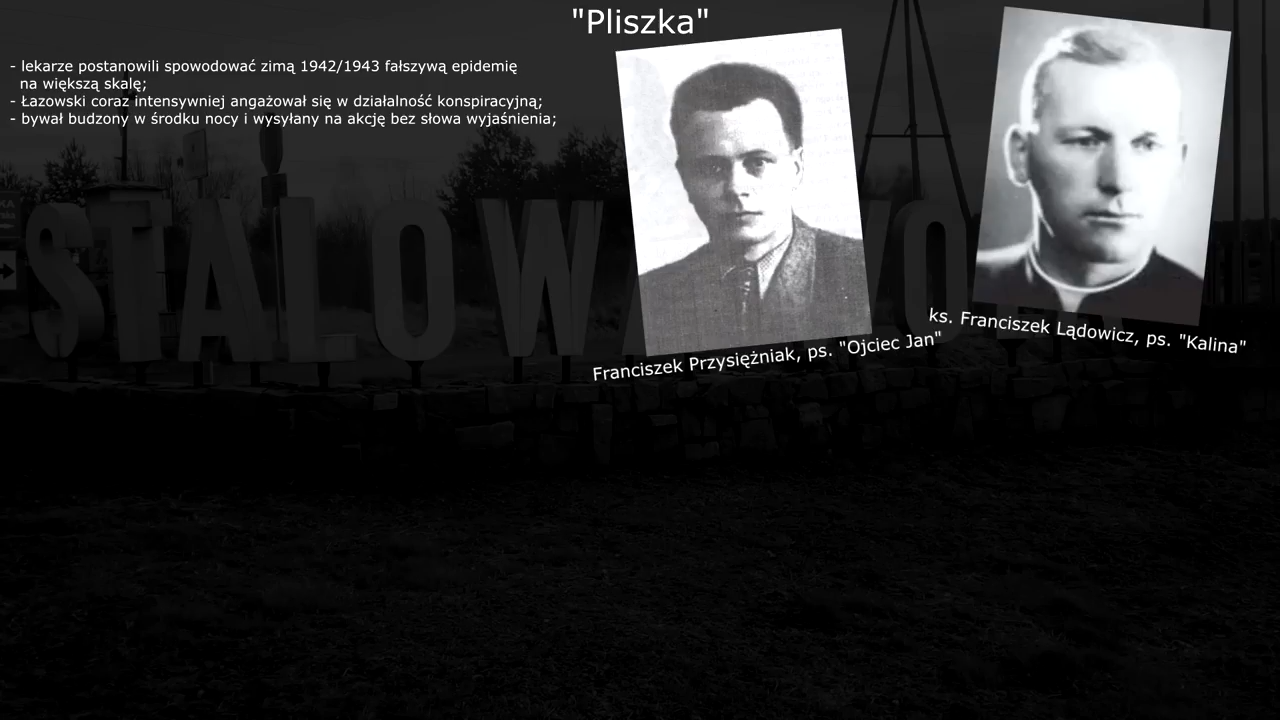 "Pliszka"
- lekarze postanowili spowodować zimą 1942/1943 fałszywą epidemię
na większą skalę;
- Łazowski coraz intensywniej angażował się w działalność konspiracyjną;
- bywał budzony w środku nocy i wysyłany na akcję bez słowa wyjaśnienia;
Franciszek Przysiężniak, ps. "Ojciec Jan"
ks. Franciszek Lądowicz, ps. "Kalina"
STALOWA WO